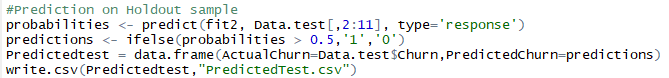 #Prediction on Holdout sample
probabilities <- predict(fit2, Data.test[,2:11], type='response')
predictions <- ifelse(probabilities > 0.5,'1','0')
Predictedtest = data.frame(ActualChurn=Data.test$Churn,PredictedChurn=predictions)
write.csv(Predictedtest,"PredictedTest.csv")